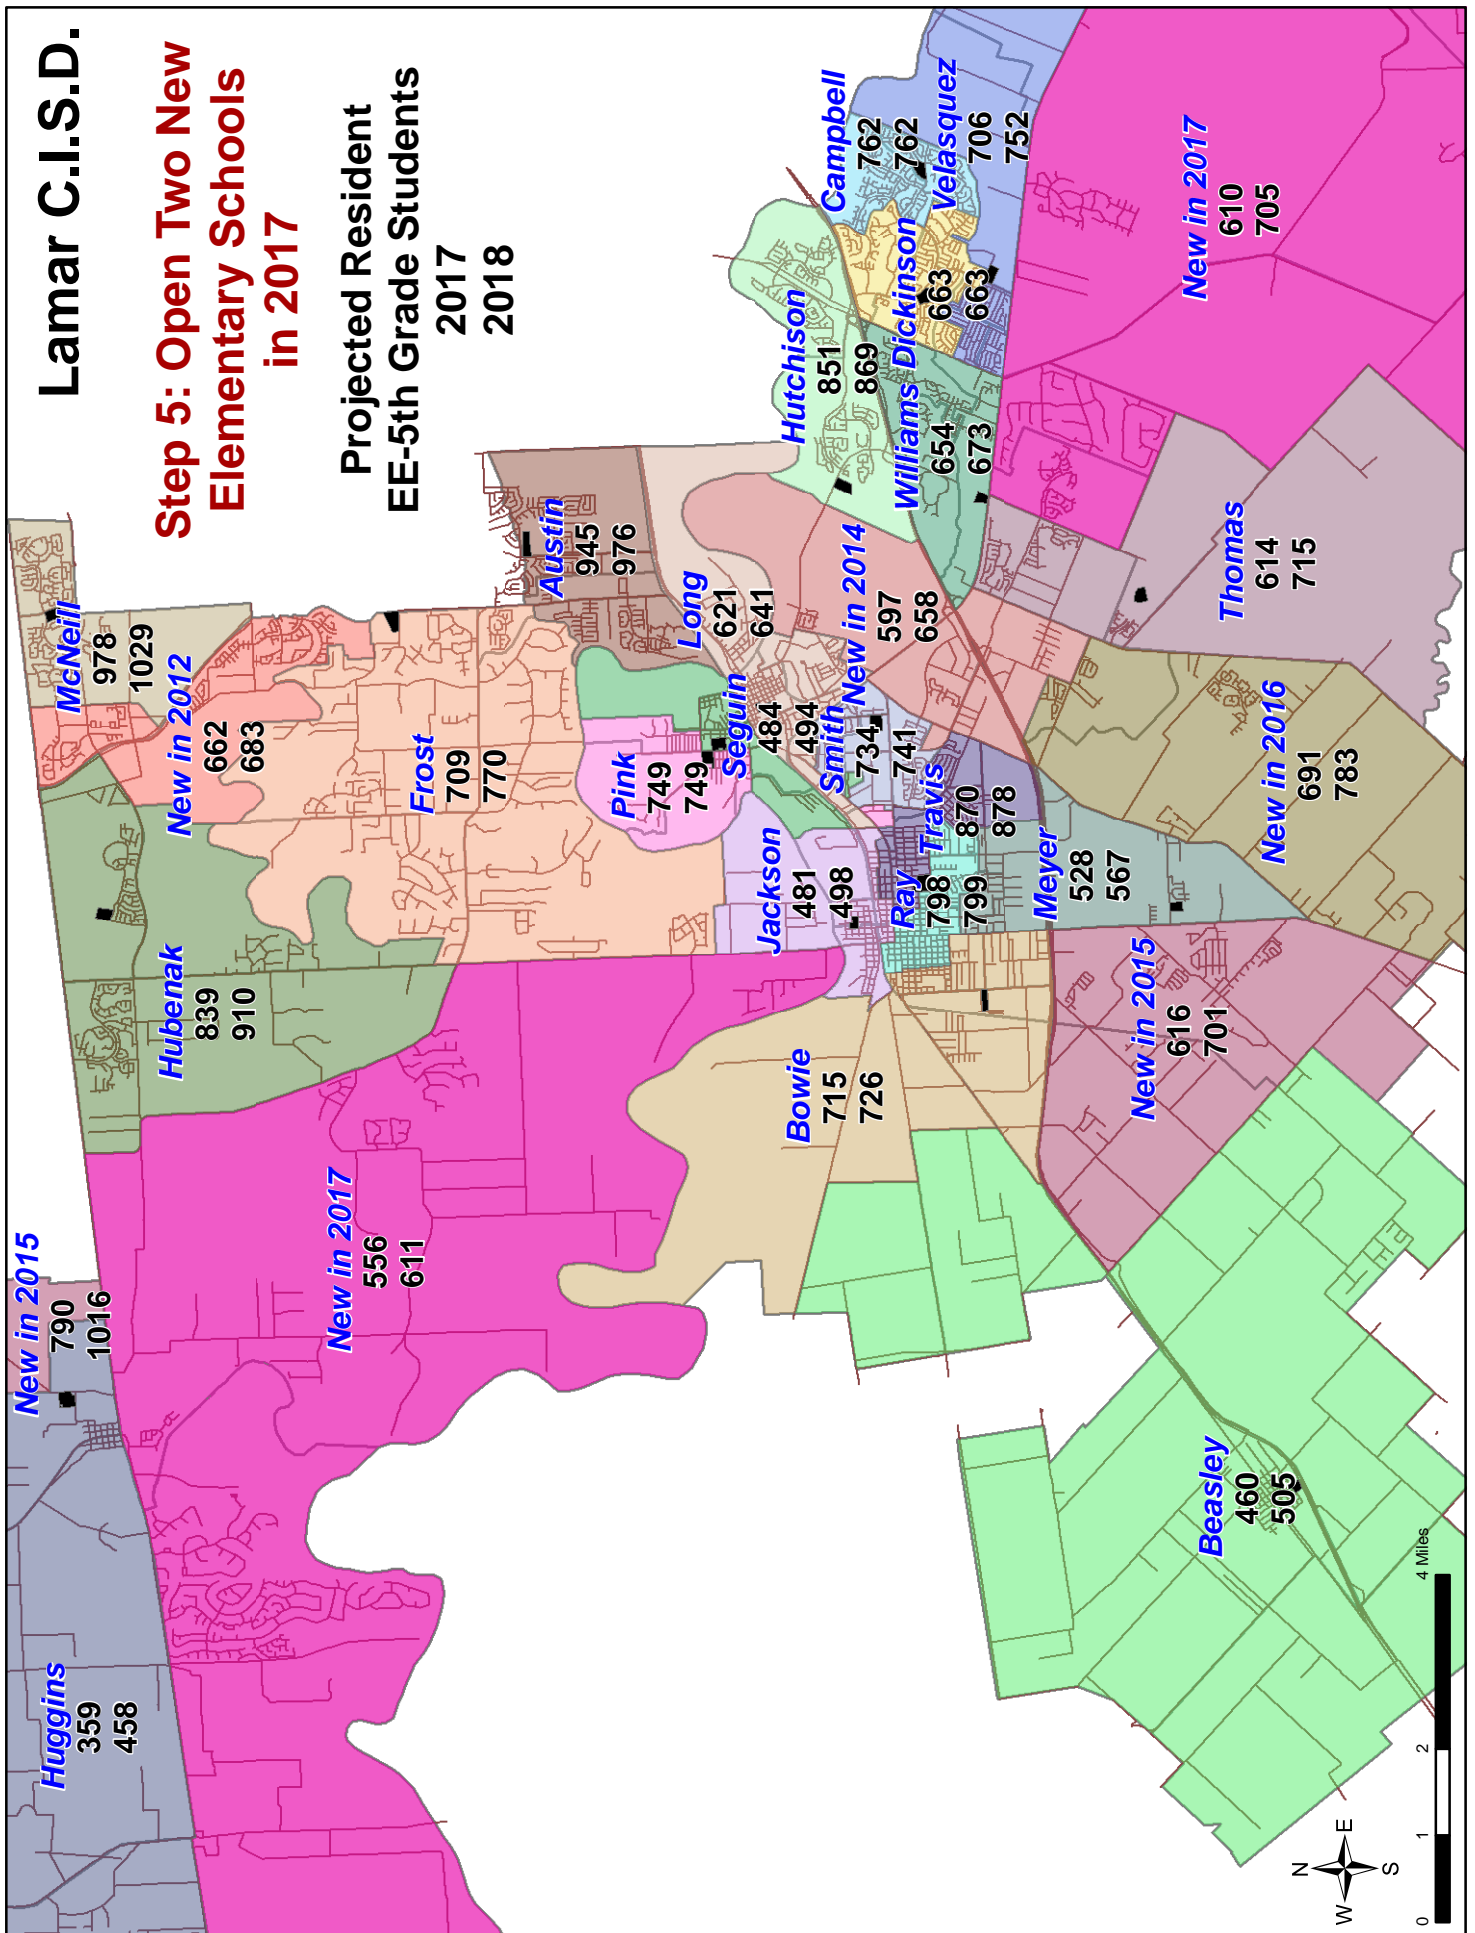 Lamar C.I.S.D.
Step 5: Open Two New
Elementary Schools
in 2017
Projected Resident
EE-5th Grade Students
2017
2018
New in 2015
790
1016
Huggins
359
458
McNeill
978
1029
New in 2012
662
683
Hubenak
839
910
New in 2017
556
611
Frost
709
770
Austin
945
976
Pink
749
749
Long
621
641
Seguin
484
494
Jackson
481
498
Bowie
715
726
Hutchison
851
869
Campbell
762
762
Smith
734
741
New in 2014
597
658
Williams
654
673
Dickinson
663
663
Velasquez
706
752
Ray
798
799
Travis
870
878
Meyer
528
567
New in 2015
616
701
New in 2017
610
705
Thomas
614
715
New in 2016
691
783
Beasley
460
505
N
W
E
S
0
1
2
4 Miles